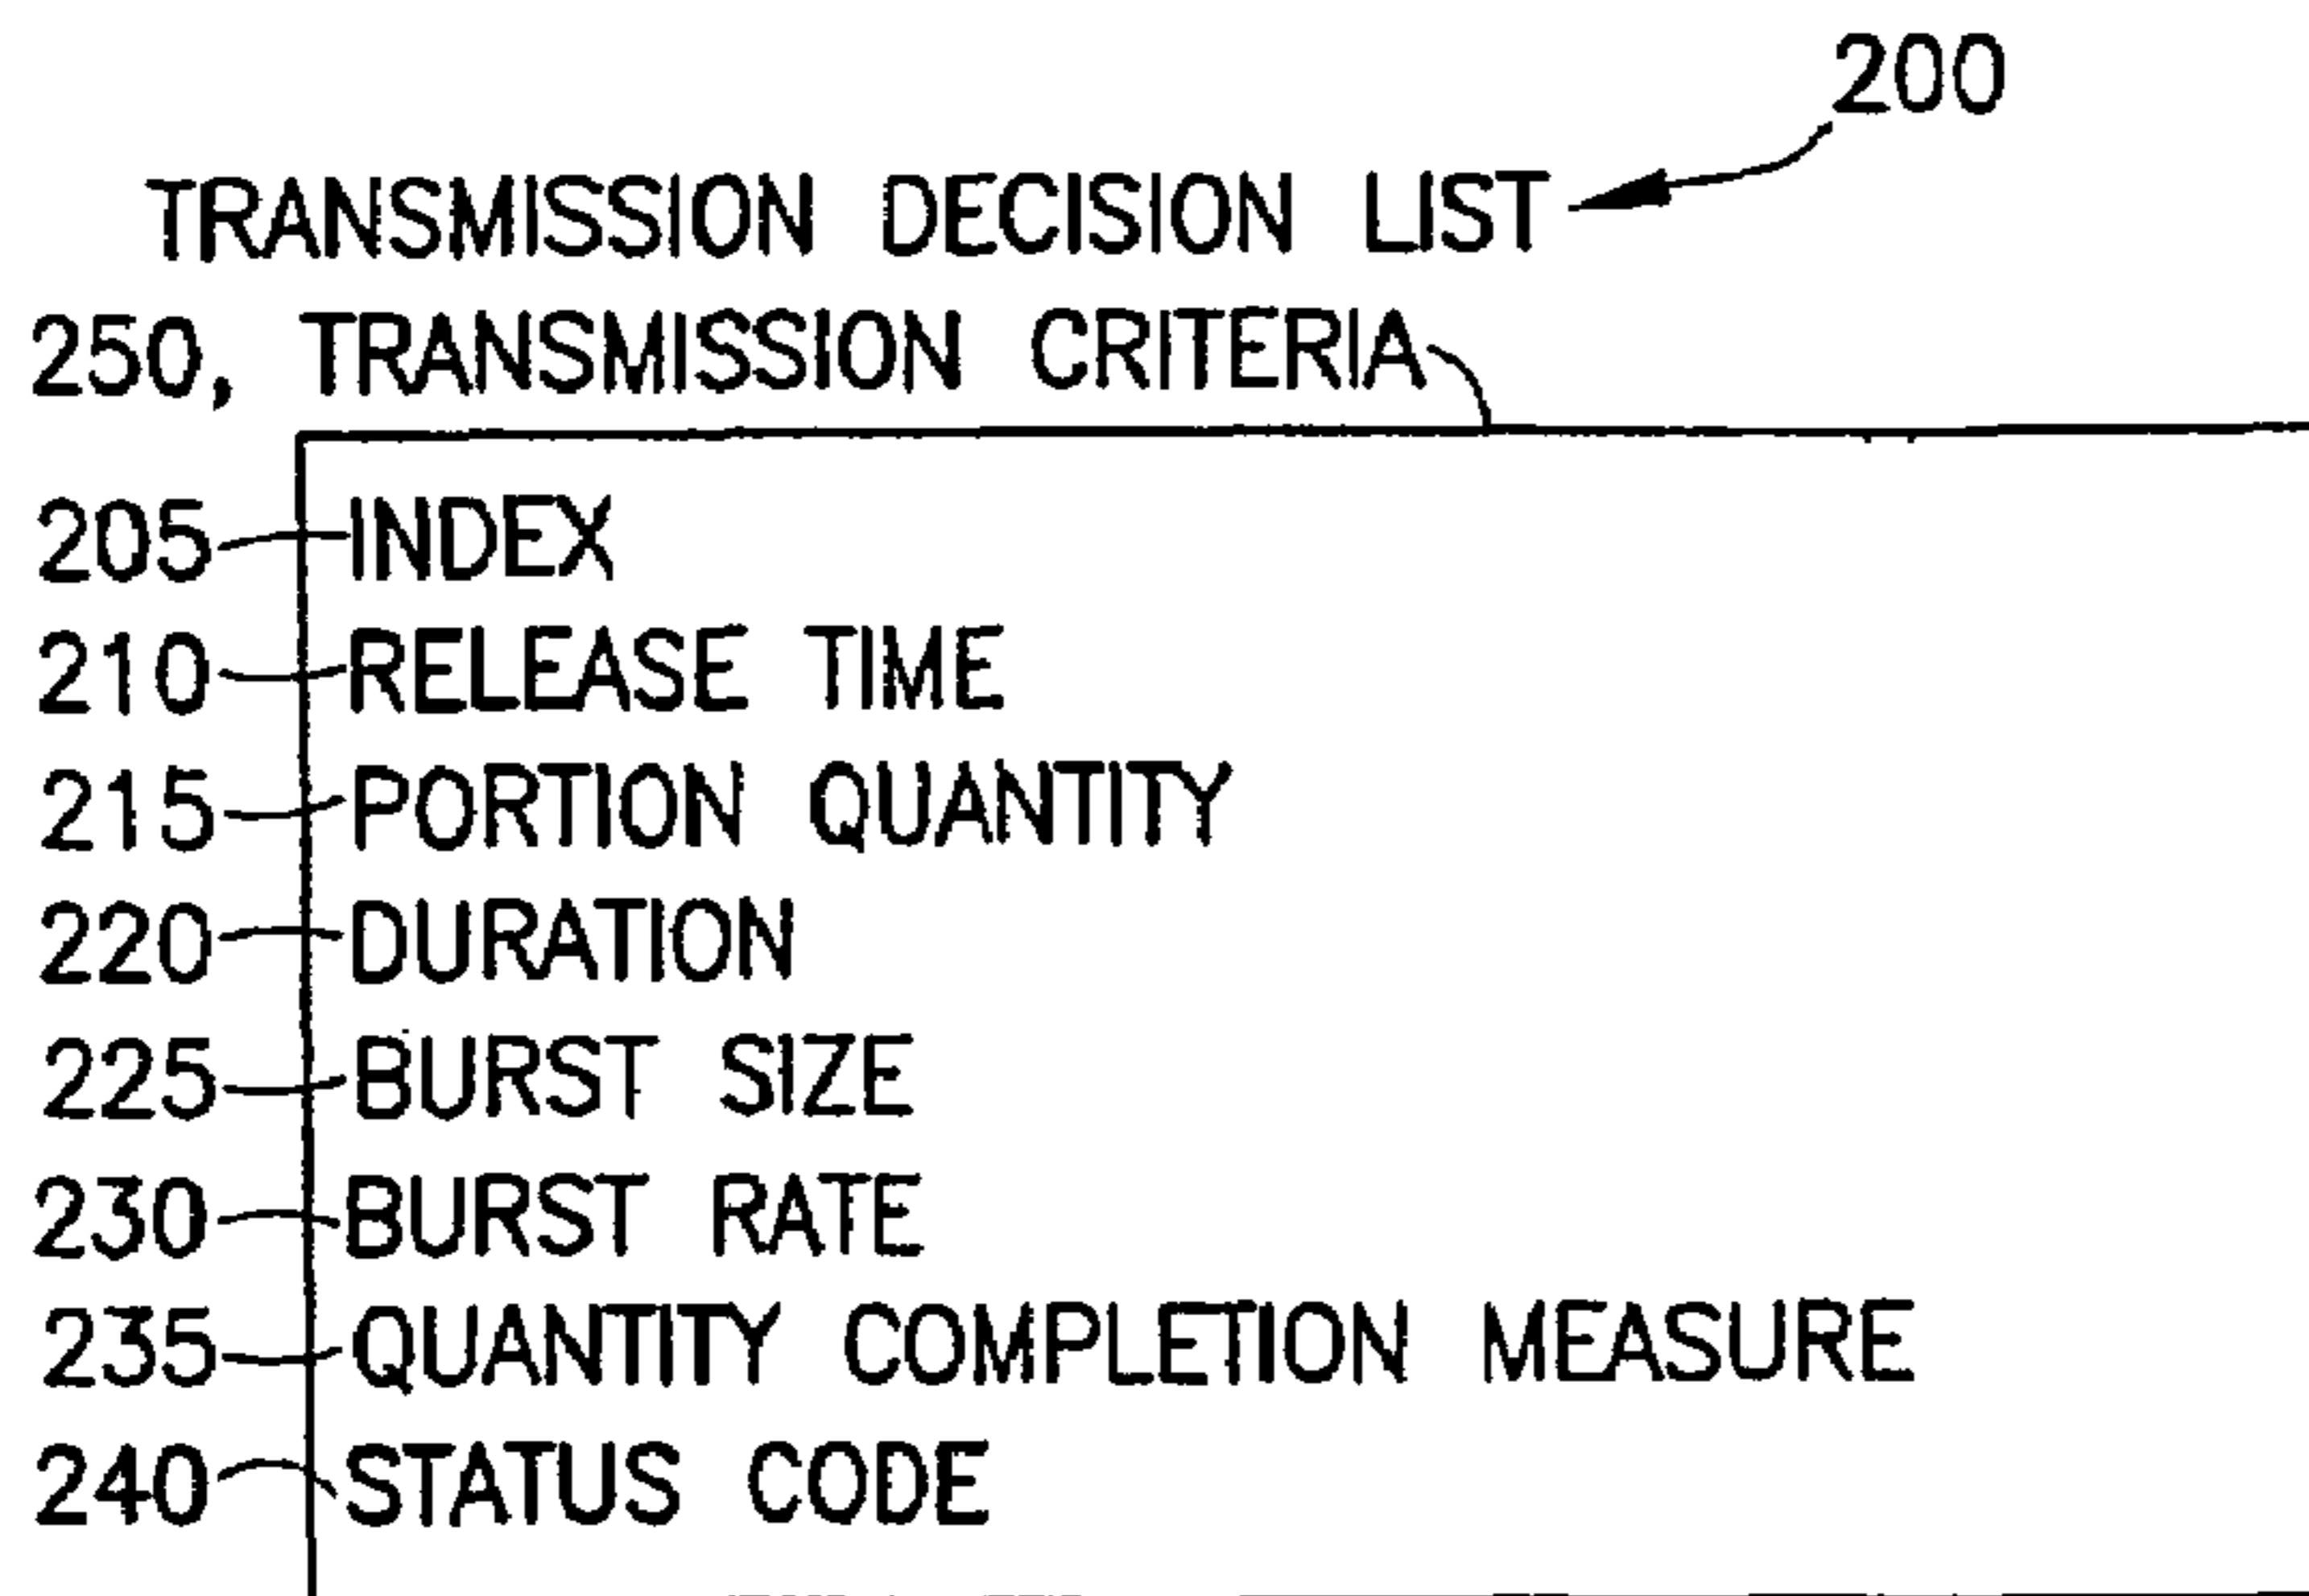 200
TRANSMISSION DECISION LIST
250, TRANSMISSION CRITERIA
205 INDEX
210 RELEASE TIME
215 PORTION QUANTITY
220 DURATION
225 BURST SIZE
230 BURST RATE
235 QUANTITY COMPLETION MEASURE
240 STATUS CODE